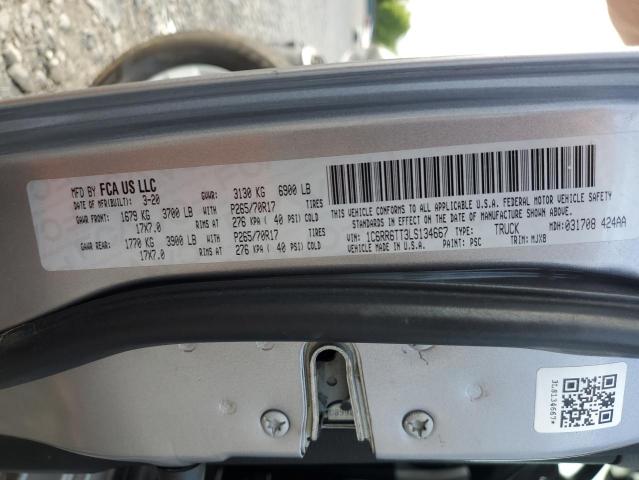 MFD BY FCA US LLC
DATE OF MFR(BUILT): 3-20 GVWR: 3130 KG 6900 LB
GAWR FRONT: 1679 KG 3700 LB WITH P265/70R17 TIRES
17X7.0 RIMS AT 276 KPA ( 40 PSI) COLD
GAWR REAR: 1770 KG 3900 LB WITH P265/70R17 TIRES
17X7.0 RIMS AT 276 KPA ( 40 PSI) COLD
THIS VEHICLE CONFORMS TO ALL APPLICABLE U.S.A. FEDERAL MOTOR VEHICLE SAFETY
STANDARDS IN EFFECT ON THE DATE OF MANUFACTURE SHOWN ABOVE.
VIN: 1C6RR6TT3LS134667 TYPE: TRUCK MDH: 031708 424AA
VEHICLE MADE IN U.S.A. PAINT: PSC TRIM: MJX8
3LS134667*